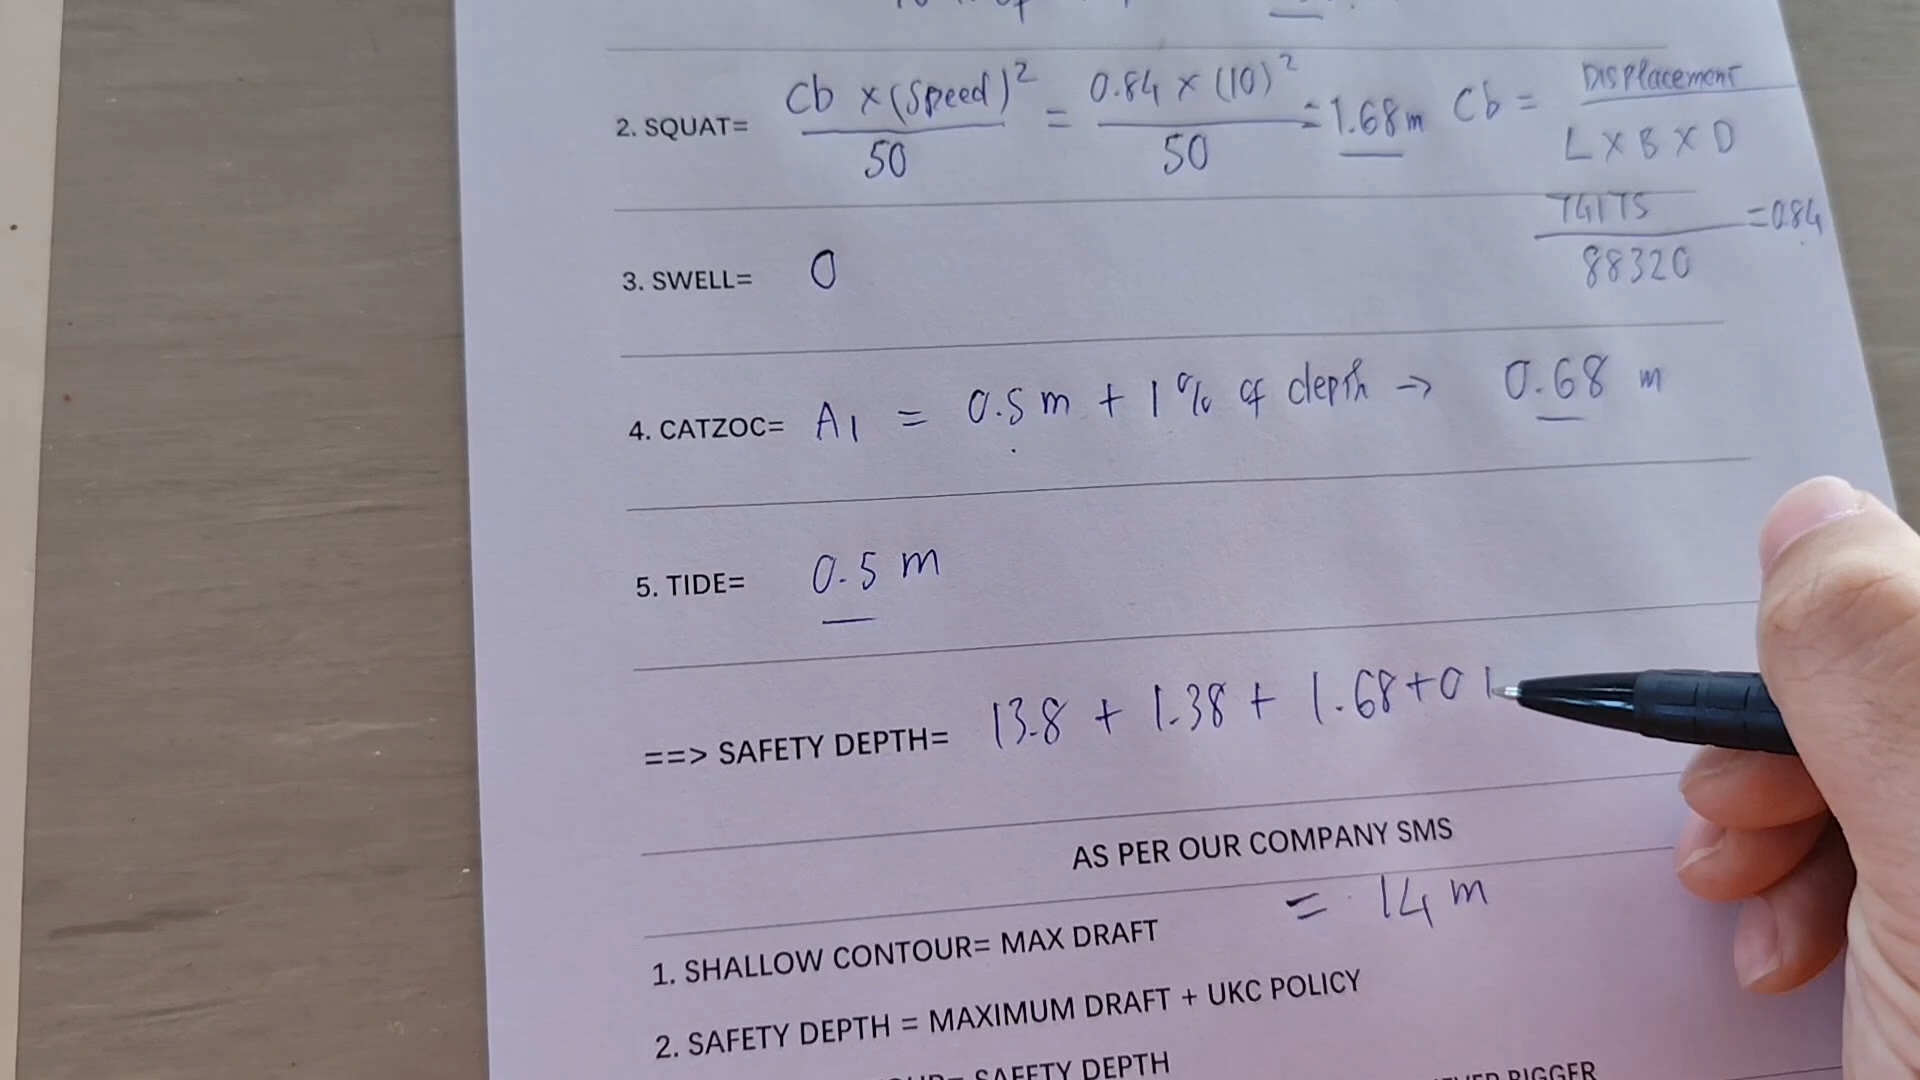 2. SQUAT= Cb x (Speed)² / 50 = 0.84 x (10)² / 50 = 1.68m Cb = DISPlacement / L X B X D
74175 / 88320 = 0.84
3. SWELL= 0
4. CATZOC= A1 = 0.5 m + 1% of depth → 0.68 m
5. TIDE= 0.5 m
==> SAFETY DEPTH= 13.8 + 1.38 + 1.68 + 0
AS PER OUR COMPANY SMS
1. SHALLOW CONTOUR= MAX DRAFT = 14 m
2. SAFETY DEPTH = MAXIMUM DRAFT + UKC POLICY
SAFETY DEPTH BIGGER